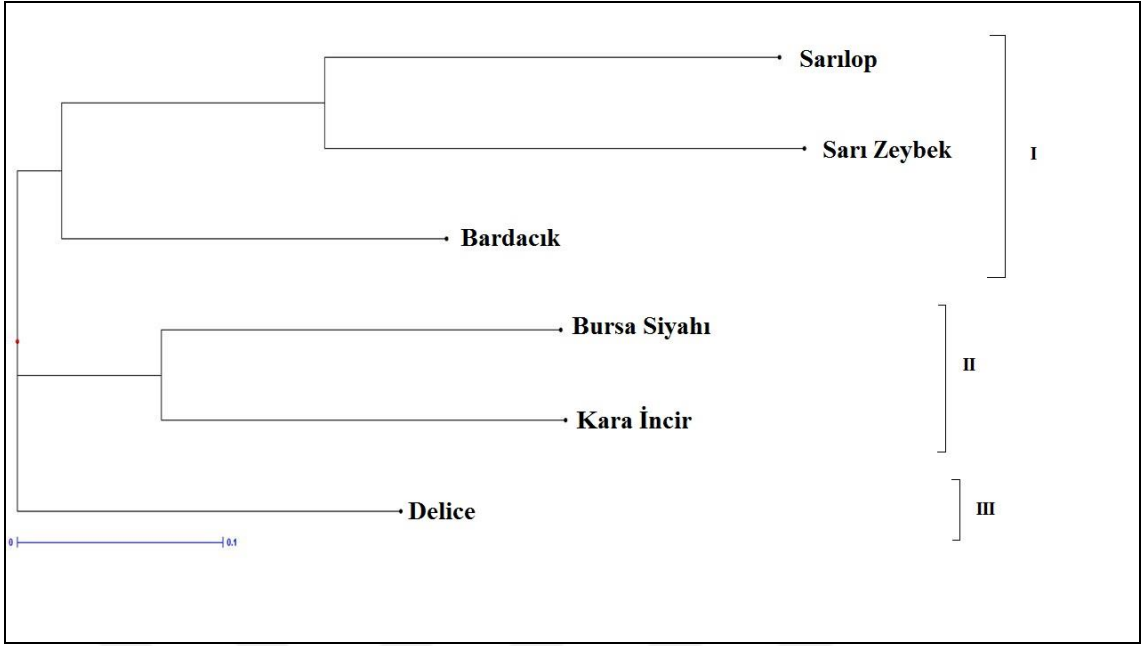 Sarılop
Sarı Zeybek
I
Bardacık
Bursa Siyahı
II
Kara İncir
Delice
III
0 0.1